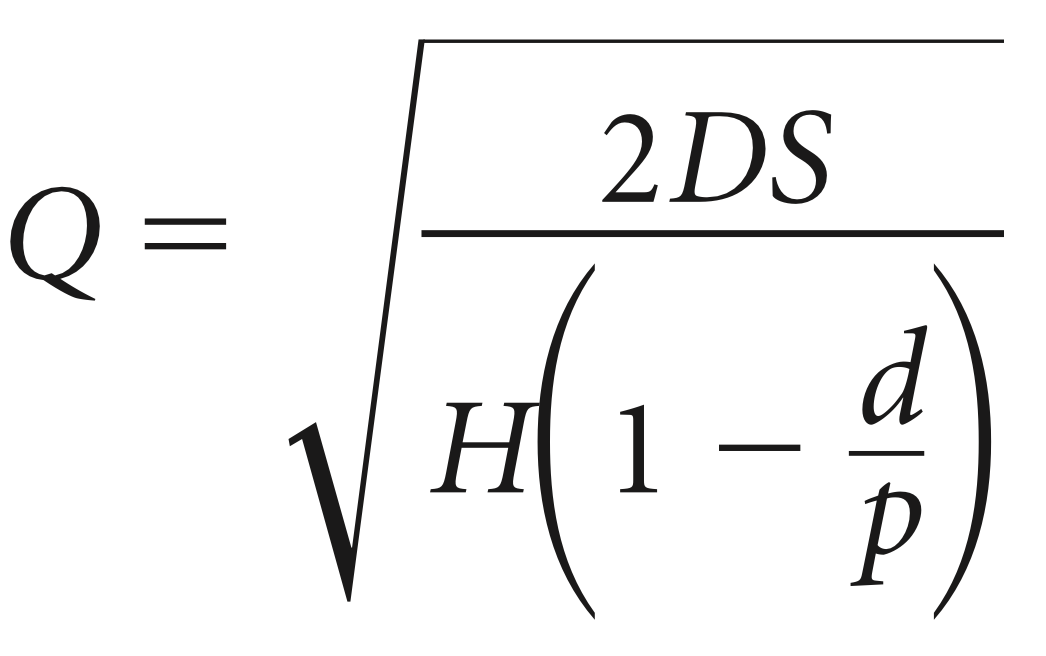 Q = √(2DS / H(1 − d/p))